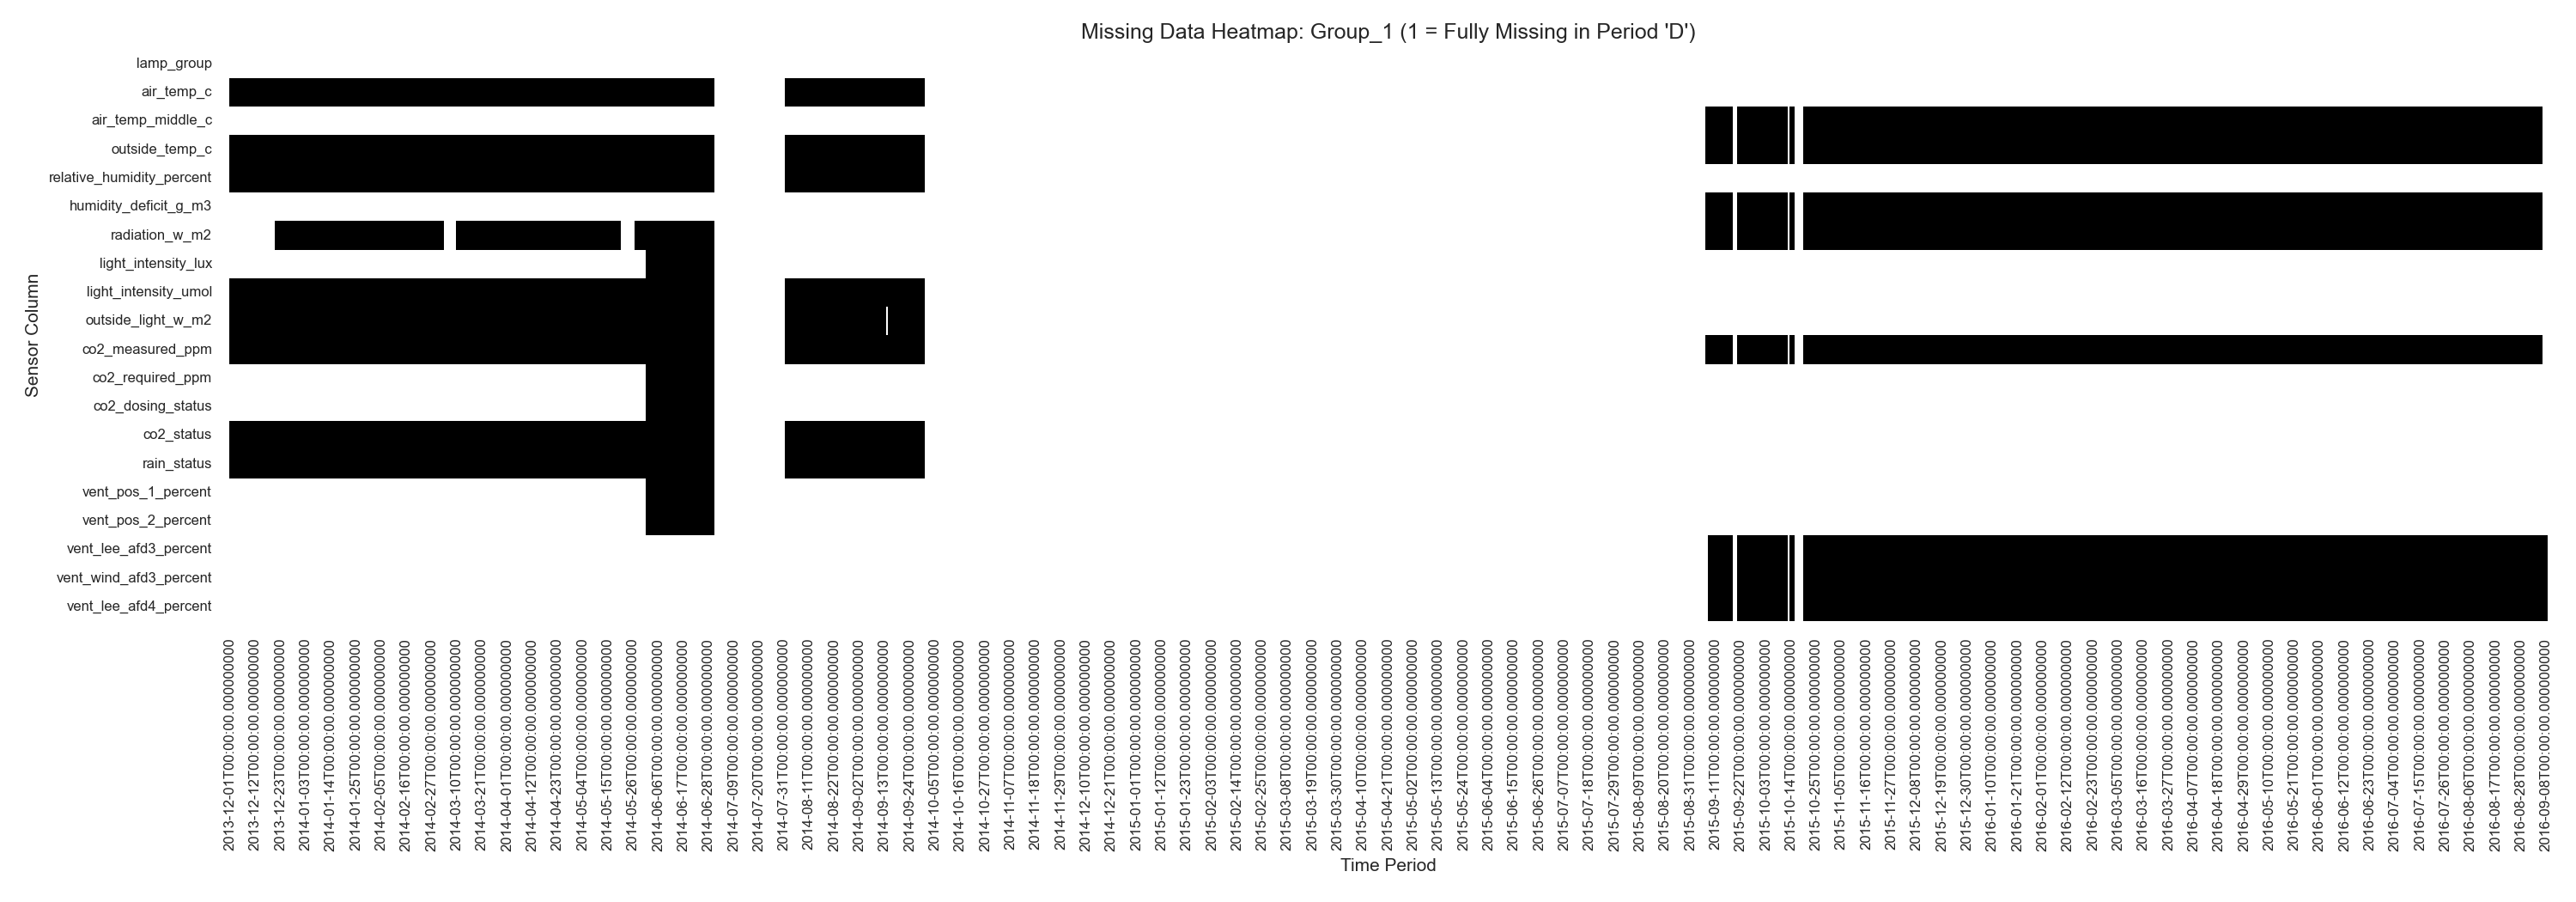 Missing Data Heatmap: Group_1 (1 = Fully Missing in Period 'D')
Sensor Column
lamp_group
air_temp_c
air_temp_middle_c
outside_temp_c
relative_humidity_percent
humidity_deficit_g_m3
radiation_w_m2
light_intensity_lux
light_intensity_umol
outside_light_w_m2
co2_measured_ppm
co2_required_ppm
co2_dosing_status
co2_status
rain_status
vent_pos_1_percent
vent_pos_2_percent
vent_lee_afd3_percent
vent_wind_afd3_percent
vent_lee_afd4_percent
2013-12-01T00:00:00.000000000
2013-12-12T00:00:00.000000000
2013-12-23T00:00:00.000000000
2014-01-03T00:00:00.000000000
2014-01-14T00:00:00.000000000
2014-01-25T00:00:00.000000000
2014-02-05T00:00:00.000000000
2014-02-16T00:00:00.000000000
2014-02-27T00:00:00.000000000
2014-03-10T00:00:00.000000000
2014-03-21T00:00:00.000000000
2014-04-01T00:00:00.000000000
2014-04-12T00:00:00.000000000
2014-04-23T00:00:00.000000000
2014-05-04T00:00:00.000000000
2014-05-15T00:00:00.000000000
2014-05-26T00:00:00.000000000
2014-06-06T00:00:00.000000000
2014-06-17T00:00:00.000000000
2014-06-28T00:00:00.000000000
2014-07-09T00:00:00.000000000
2014-07-20T00:00:00.000000000
2014-07-31T00:00:00.000000000
2014-08-11T00:00:00.000000000
2014-08-22T00:00:00.000000000
2014-09-02T00:00:00.000000000
2014-09-13T00:00:00.000000000
2014-09-24T00:00:00.000000000
2014-10-05T00:00:00.000000000
2014-10-16T00:00:00.000000000
2014-10-27T00:00:00.000000000
2014-11-07T00:00:00.000000000
2014-11-18T00:00:00.000000000
2014-11-29T00:00:00.000000000
2014-12-10T00:00:00.000000000
2014-12-21T00:00:00.000000000
2015-01-01T00:00:00.000000000
2015-01-12T00:00:00.000000000
2015-01-23T00:00:00.000000000
2015-02-03T00:00:00.000000000
2015-02-14T00:00:00.000000000
2015-02-25T00:00:00.000000000
2015-03-08T00:00:00.000000000
2015-03-19T00:00:00.000000000
2015-03-30T00:00:00.000000000
2015-04-10T00:00:00.000000000
2015-04-21T00:00:00.000000000
2015-05-02T00:00:00.000000000
2015-05-13T00:00:00.000000000
2015-05-24T00:00:00.000000000
2015-06-04T00:00:00.000000000
2015-06-15T00:00:00.000000000
2015-06-26T00:00:00.000000000
2015-07-07T00:00:00.000000000
2015-07-18T00:00:00.000000000
2015-07-29T00:00:00.000000000
2015-08-09T00:00:00.000000000
2015-08-20T00:00:00.000000000
2015-08-31T00:00:00.000000000
2015-09-11T00:00:00.000000000
2015-09-22T00:00:00.000000000
2015-10-03T00:00:00.000000000
2015-10-14T00:00:00.000000000
2015-10-25T00:00:00.000000000
2015-11-05T00:00:00.000000000
2015-11-16T00:00:00.000000000
2015-11-27T00:00:00.000000000
2015-12-08T00:00:00.000000000
2015-12-19T00:00:00.000000000
2015-12-30T00:00:00.000000000
2016-01-10T00:00:00.000000000
2016-01-21T00:00:00.000000000
2016-02-01T00:00:00.000000000
2016-02-12T00:00:00.000000000
2016-02-23T00:00:00.000000000
2016-03-05T00:00:00.000000000
2016-03-16T00:00:00.000000000
2016-03-27T00:00:00.000000000
2016-04-07T00:00:00.000000000
2016-04-18T00:00:00.000000000
2016-04-29T00:00:00.000000000
2016-05-10T00:00:00.000000000
2016-05-21T00:00:00.000000000
2016-06-01T00:00:00.000000000
2016-06-12T00:00:00.000000000
2016-06-23T00:00:00.000000000
2016-07-04T00:00:00.000000000
2016-07-15T00:00:00.000000000
2016-07-26T00:00:00.000000000
2016-08-06T00:00:00.000000000
2016-08-17T00:00:00.000000000
2016-08-28T00:00:00.000000000
2016-09-08T00:00:00.000000000
Time Period